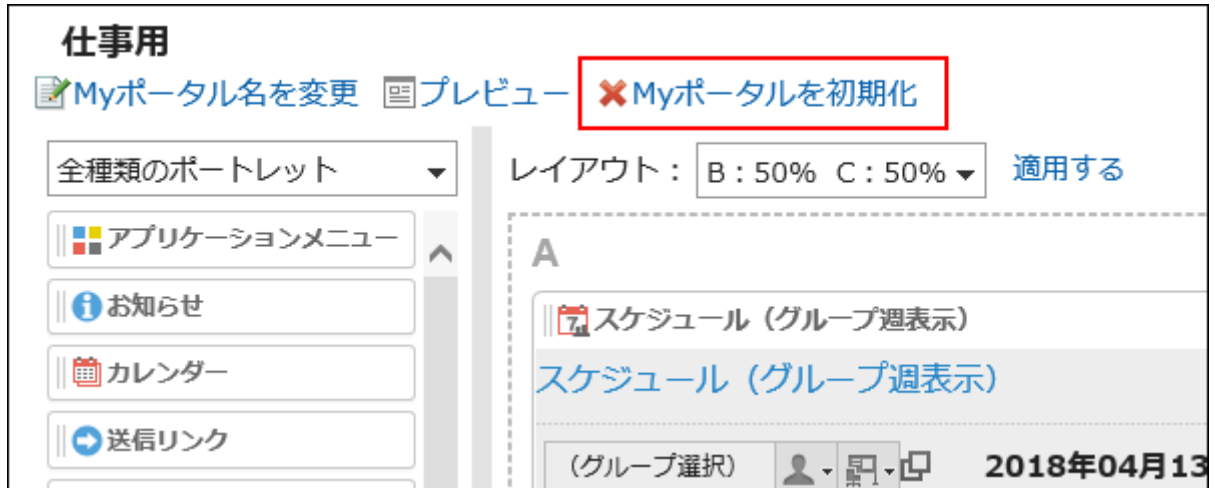 仕事用
Myポータル名を変更 プレビュー Myポータルを初期化
全種類のポートレット
レイアウト： B：50% C：50% 適用する
アプリケーションメニュー
お知らせ
カレンダー
送信リンク
A
7 スケジュール（グループ週表示）
スケジュール（グループ週表示）
（グループ選択） 2018年04月13